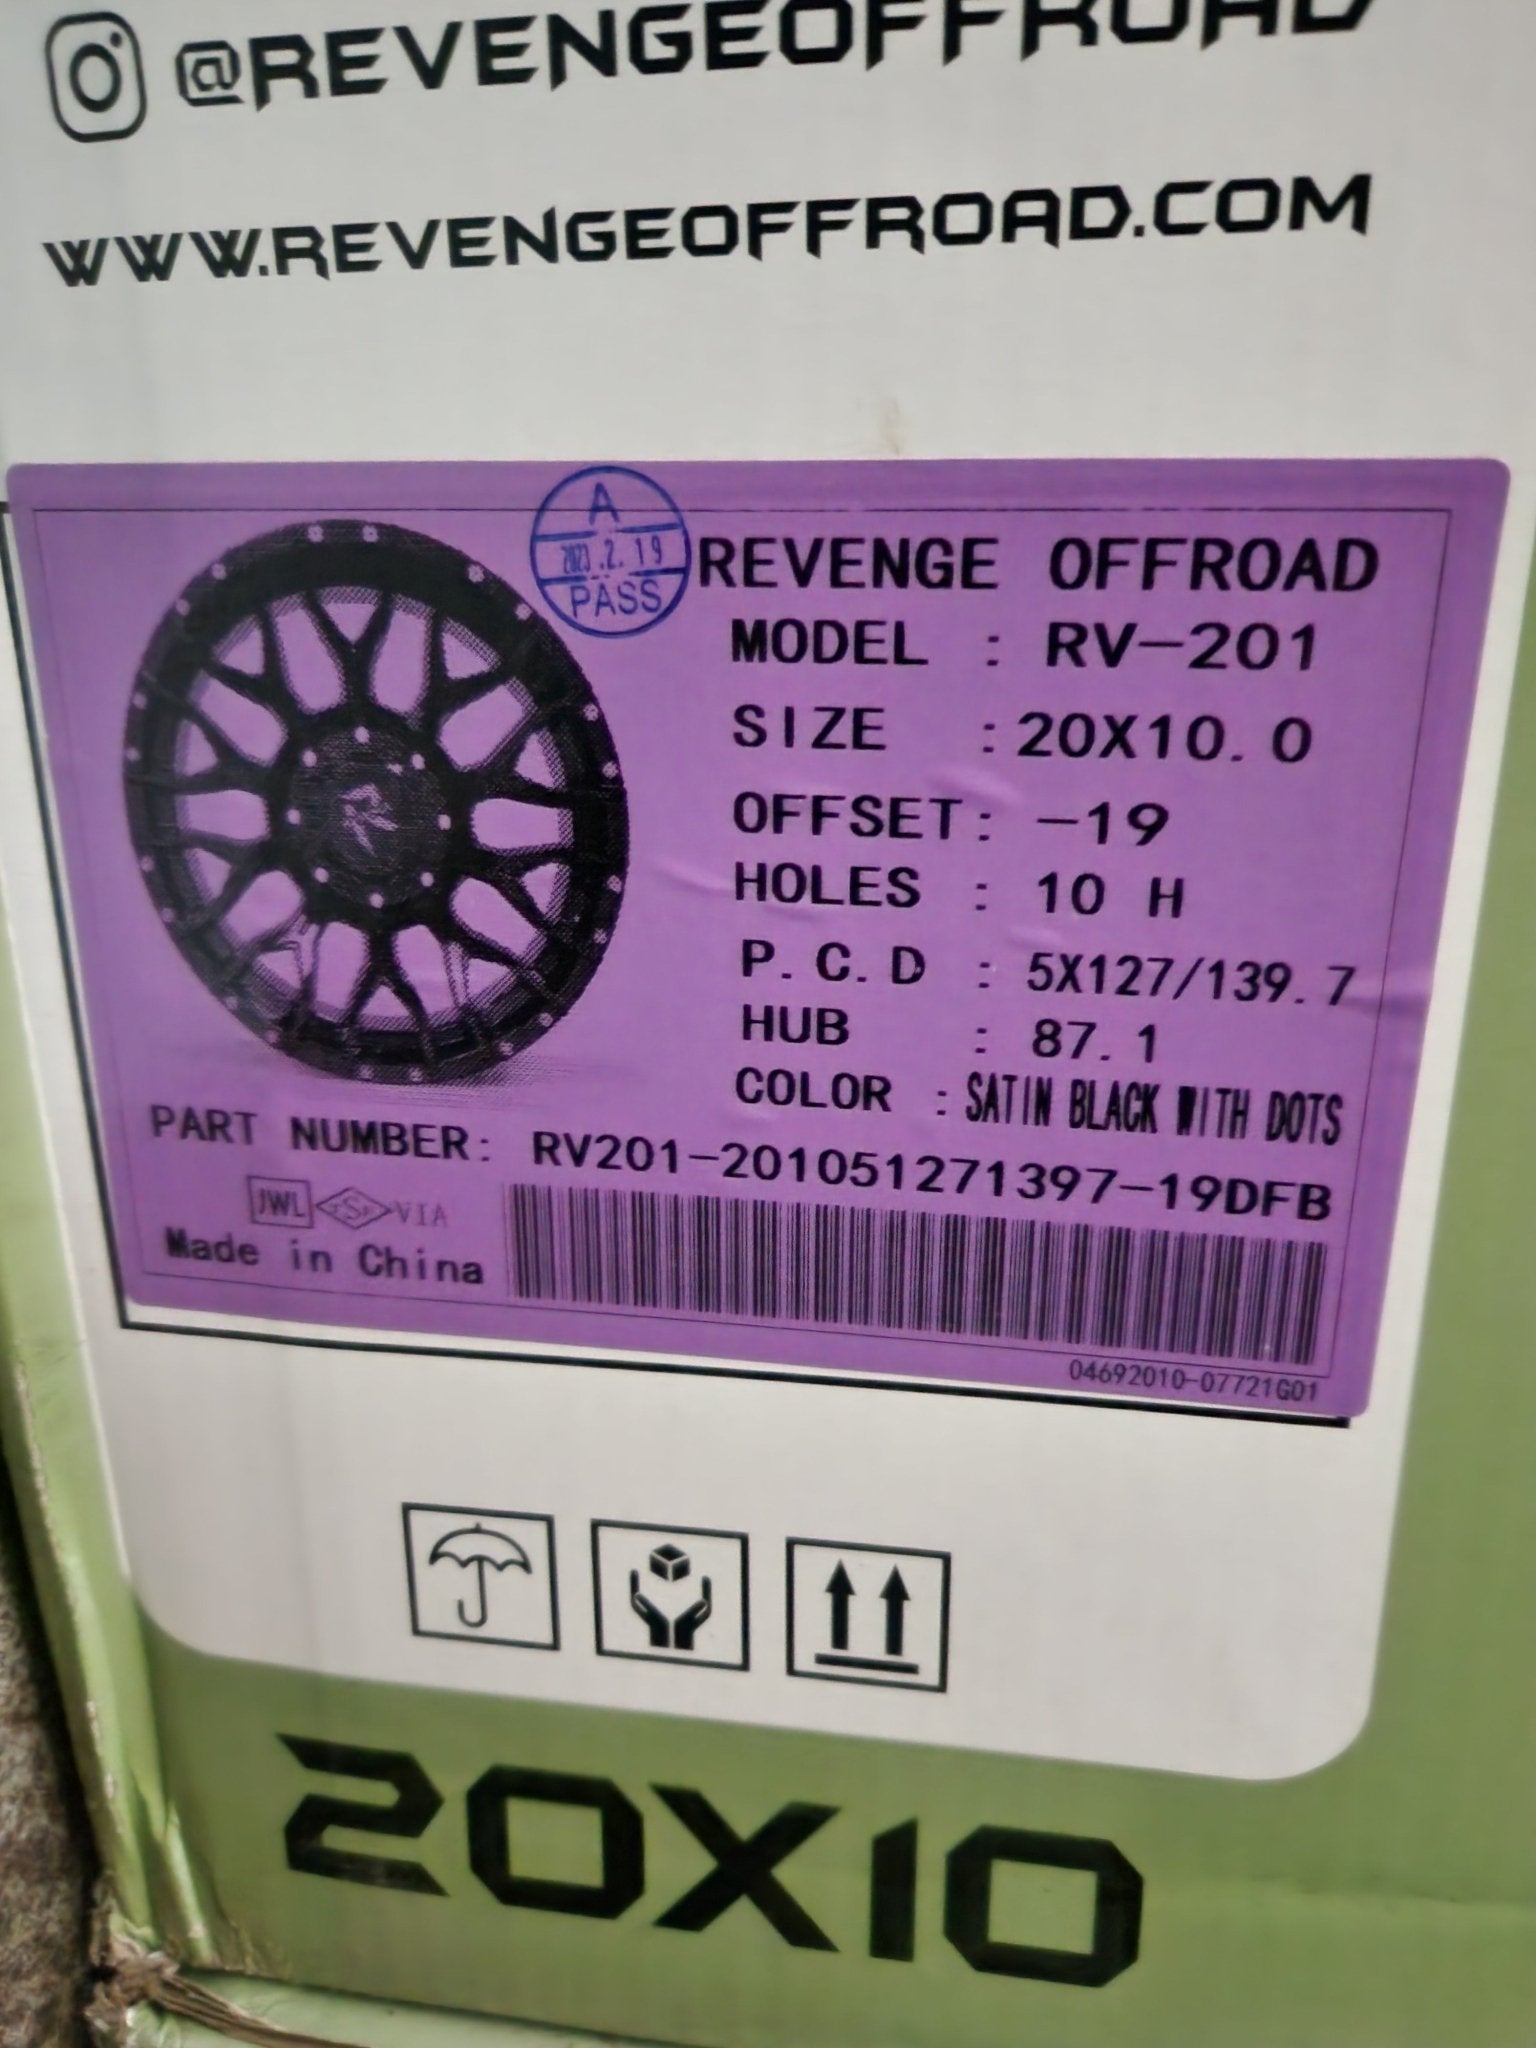 @REVENGEOFFROAD
WWW.REVENGEOFFROAD.COM
A
2023.2.19
PASS
REVENGE OFFROAD
MODEL : RV-201
SIZE :20X10.0
OFFSET: -19
HOLES : 10 H
P.C.D : 5X127/139.7
HUB : 87.1
COLOR : SATIN BLACK WITH DOTS
PART NUMBER: RV201-201051271397-19DFB
JWL VIA
Made in China
04692010-07721G01
20X10